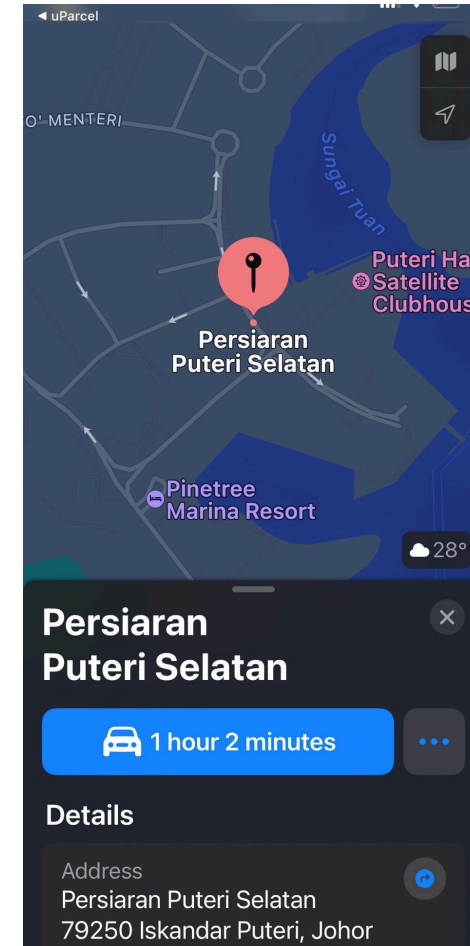 ◀ uParcel
O' MENTERI
Sungai Tuan
Puteri Ha
Satellite
Clubhous
Persiaran
Puteri Selatan
Pinetree
Marina Resort
28°
Persiaran
Puteri Selatan
1 hour 2 minutes
Details
Address
Persiaran Puteri Selatan
79250 Iskandar Puteri, Johor